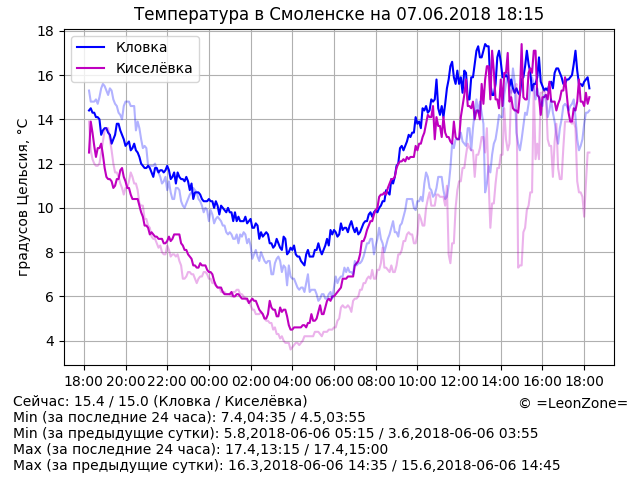 Температура в Смоленске на 07.06.2018 18:15
Кловка
Киселёвка
градусов Цельсия, °C
18
16
14
12
10
8
6
4
18:00 20:00 22:00 00:00 02:00 04:00 06:00 08:00 10:00 12:00 14:00 16:00 18:00
Сейчас: 15.4 / 15.0 (Кловка / Киселёвка)
© =LeonZone=
Min (за последние 24 часа): 7.4,04:35 / 4.5,03:55
Min (за предыдущие сутки): 5.8,2018-06-06 05:15 / 3.6,2018-06-06 03:55
Max (за последние 24 часа): 17.4,13:15 / 17.4,15:00
Max (за предыдущие сутки): 16.3,2018-06-06 14:35 / 15.6,2018-06-06 14:45